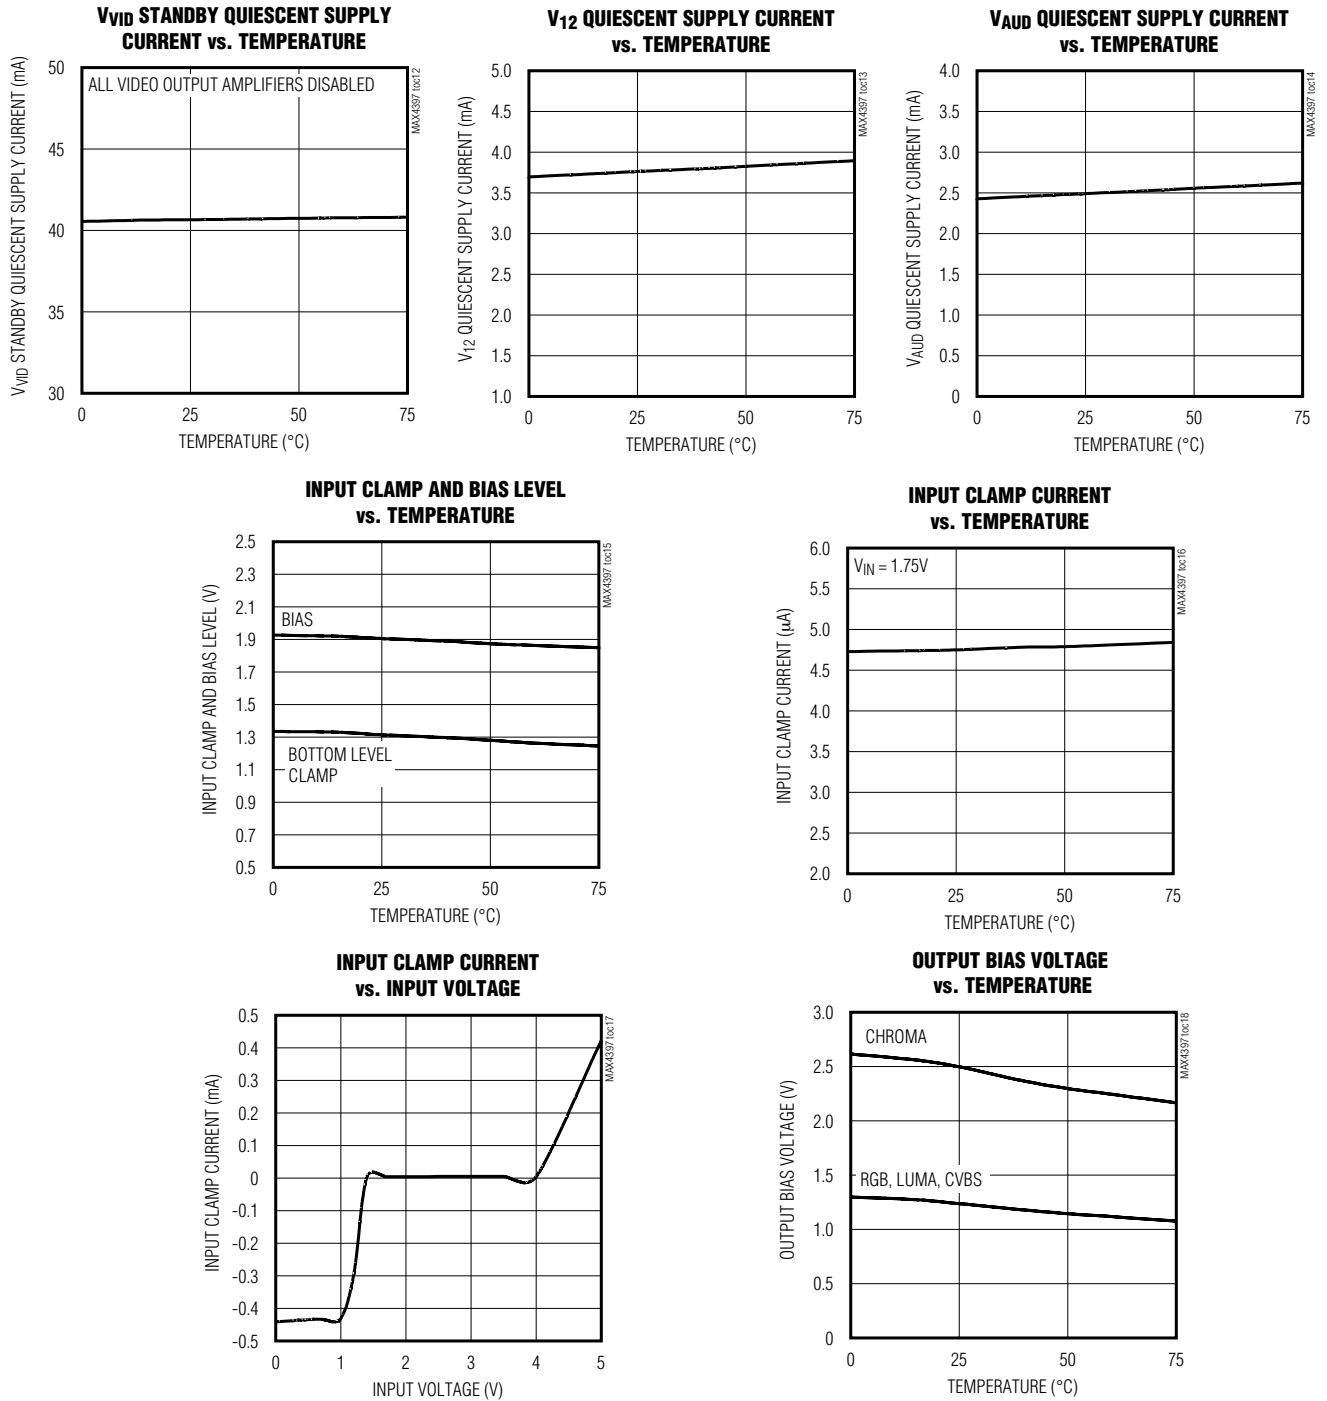 VVID STANDBY QUIESCENT SUPPLY
CURRENT vs. TEMPERATURE
VVID STANDBY QUIESCENT SUPPLY CURRENT (mA)
50
45
40
35
30
ALL VIDEO OUTPUT AMPLIFIERS DISABLED
MAX4397 toc12
0 25 50 75
TEMPERATURE (°C)
V12 QUIESCENT SUPPLY CURRENT
vs. TEMPERATURE
V12 QUIESCENT SUPPLY CURRENT (mA)
5.0
4.5
4.0
3.5
3.0
2.5
2.0
1.5
1.0
MAX4397 toc13
0 25 50 75
TEMPERATURE (°C)
VAUD QUIESCENT SUPPLY CURRENT
vs. TEMPERATURE
VAUD QUIESCENT SUPPLY CURRENT (mA)
4.0
3.5
3.0
2.5
2.0
1.5
1.0
0.5
0
MAX4397 toc14
0 25 50 75
TEMPERATURE (°C)
INPUT CLAMP AND BIAS LEVEL
vs. TEMPERATURE
INPUT CLAMP AND BIAS LEVEL (V)
2.5
2.3
2.1
1.9
1.7
1.5
1.3
1.1
0.9
0.7
0.5
BIAS
BOTTOM LEVEL
CLAMP
MAX4397 toc15
0 25 50 75
TEMPERATURE (°C)
INPUT CLAMP CURRENT
vs. TEMPERATURE
INPUT CLAMP CURRENT (µA)
6.0
5.5
5.0
4.5
4.0
3.5
3.0
2.5
2.0
VIN = 1.75V
MAX4397 toc16
0 25 50 75
TEMPERATURE (°C)
INPUT CLAMP CURRENT
vs. INPUT VOLTAGE
INPUT CLAMP CURRENT (mA)
0.5
0.4
0.3
0.2
0.1
0
-0.1
-0.2
-0.3
-0.4
-0.5
MAX4397 toc17
0 1 2 3 4 5
INPUT VOLTAGE (V)
OUTPUT BIAS VOLTAGE
vs. TEMPERATURE
OUTPUT BIAS VOLTAGE (V)
3.0
2.5
2.0
1.5
1.0
0.5
0
CHROMA
RGB, LUMA, CVBS
MAX4397 toc18
0 25 50 75
TEMPERATURE (°C)